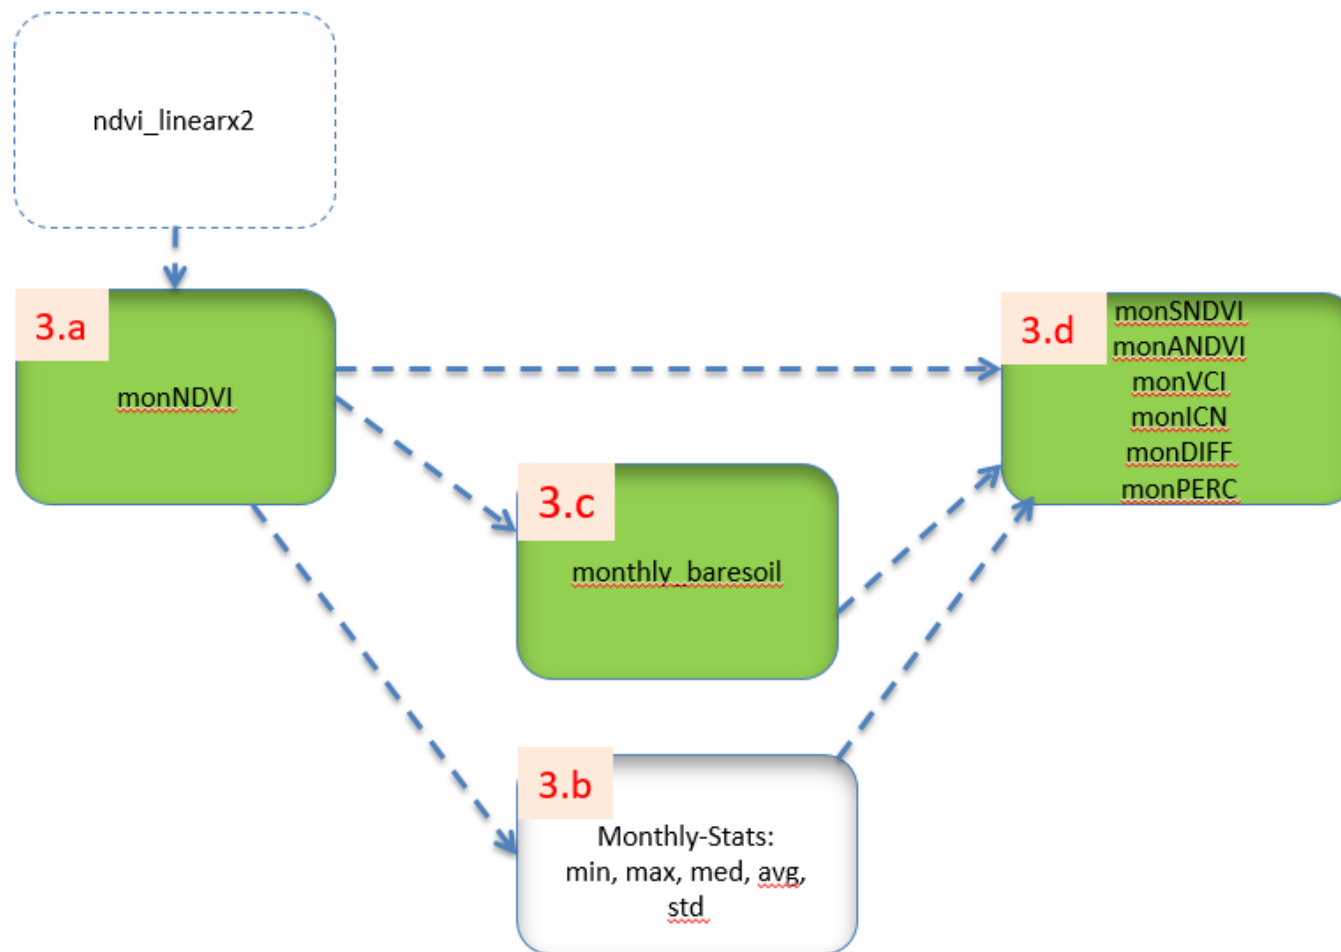 ndvi_linearx2
3.a
monNDVI
3.d
monSNDVI
monANDVI
monVCI
monICN
monDIFF
monPERC
3.c
monthly_baresoil
3.b
Monthly-Stats:
min, max, med, avg,
std